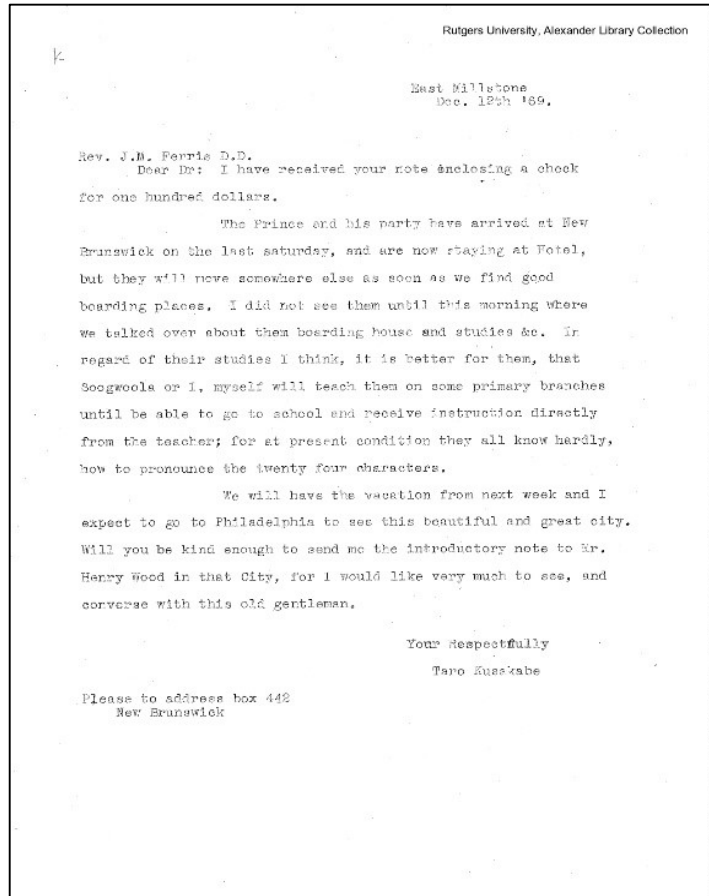 Rutgers University, Alexander Library Collection
K
East Millstone
Dec. 12th '69.
Rev. J.M. Ferris D.D.
Dear Dr: I have received your note enclosing a check
for one hundred dollars.
The Prince and his party have arrived at New
Brunswick on the last saturday, and are now staying at Hotel,
but they will move somewhere else as soon as we find good
boarding places. I did not see them until this morning where
we talked over about them boarding house and studies &c. In
regard of their studies I think, it is better for them, that
Soogwoola or I, myself will teach them on some primary branches
until be able to go to school and receive instruction directly
from the teacher; for at present condition they all know hardly,
how to pronounce the twenty four characters.
We will have the vacation from next week and I
expect to go to Philadelphia to see this beautiful and great city.
Will you be kind enough to send me the introductory note to Mr.
Henry Wood in that City, for I would like very much to see, and
converse with this old gentleman.
Your Respectfully
Taro Kusakabe
Please to address box 442
New Brunswick